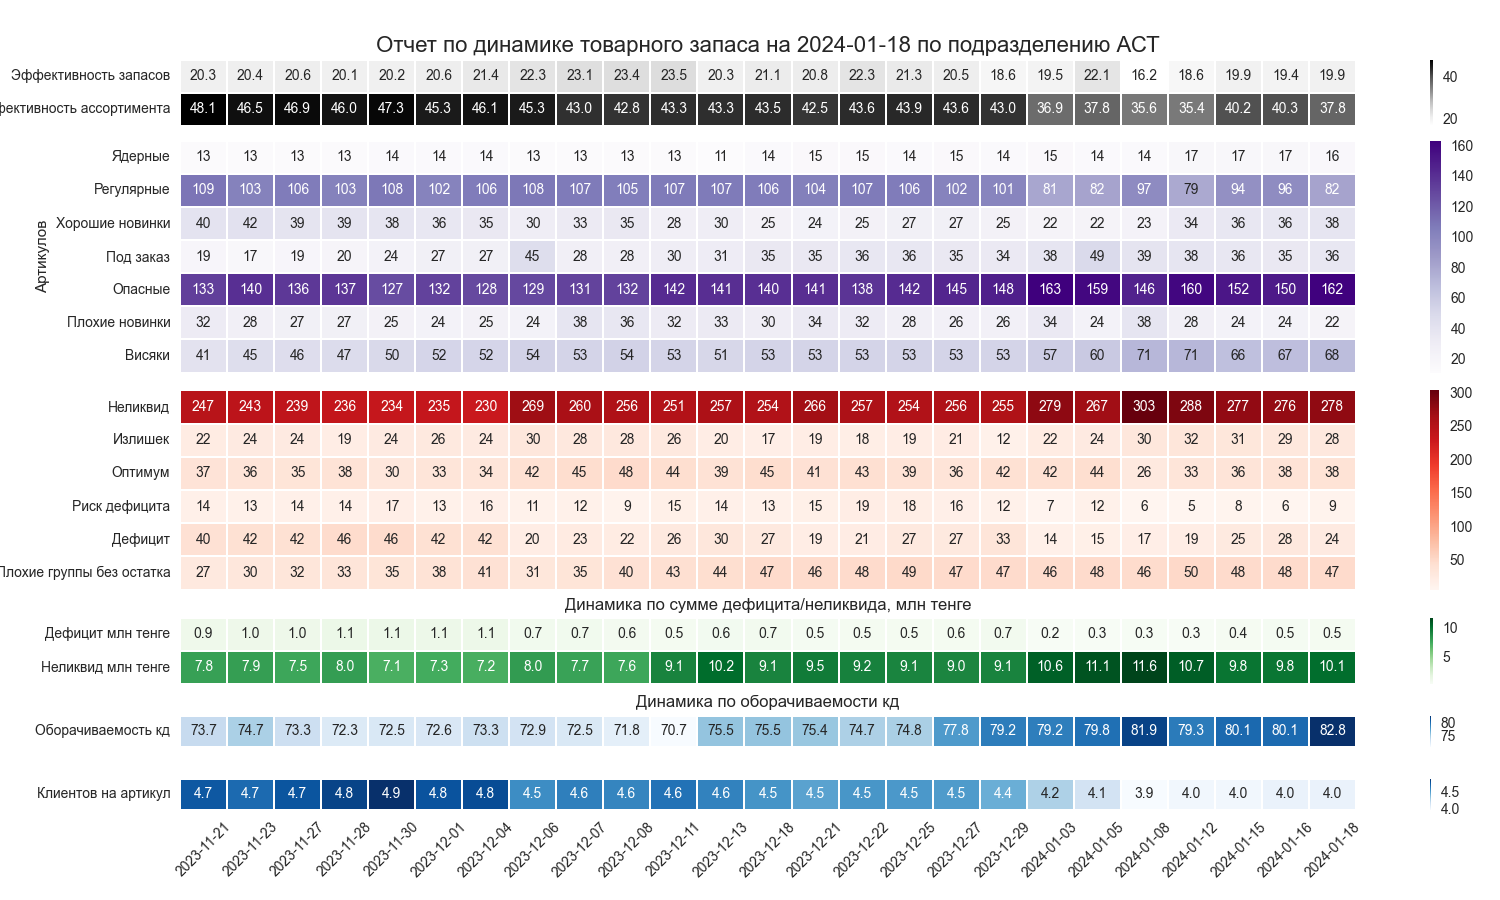 Отчет по динамике товарного запаса на 2024-01-18 по подразделению АСТ
Эффективность запасов 20.3 20.4 20.6 20.1 20.2 20.6 21.4 22.3 23.1 23.4 23.5 20.3 21.1 20.8 22.3 21.3 20.5 18.6 19.5 22.1 16.2 18.6 19.9 19.4 19.9
фективность ассортимента 48.1 46.5 46.9 46.0 47.3 45.3 46.1 45.3 43.0 42.8 43.3 43.3 43.5 42.5 43.6 43.9 43.6 43.0 36.9 37.8 35.6 35.4 40.2 40.3 37.8
40
20
Артикулов
Ядерные 13 13 13 13 14 14 14 13 13 13 13 11 14 15 15 14 15 14 15 14 14 17 17 17 16
Регулярные 109 103 106 103 108 102 106 108 107 105 107 107 106 104 107 106 102 101 81 82 97 79 94 96 82
Хорошие новинки 40 42 39 39 38 36 35 30 33 35 28 30 25 24 25 27 27 25 22 22 23 34 36 36 38
Под заказ 19 17 19 20 24 27 27 45 28 28 30 31 35 35 36 36 35 34 38 49 39 38 36 35 36
Опасные 133 140 136 137 127 132 128 129 131 132 142 141 140 141 138 142 145 148 163 159 146 160 152 150 162
Плохие новинки 32 28 27 27 25 24 25 24 38 36 32 33 30 34 32 28 26 26 34 24 38 28 24 24 22
Висяки 41 45 46 47 50 52 52 54 53 54 53 51 53 53 53 53 53 53 57 60 71 71 66 67 68
160
140
120
100
80
60
40
20
Неликвид 247 243 239 236 234 235 230 269 260 256 251 257 254 266 257 254 256 255 279 267 303 288 277 276 278
Излишек 22 24 24 19 24 26 24 30 28 28 26 20 17 19 18 19 21 12 22 24 30 32 31 29 28
Оптимум 37 36 35 38 30 33 34 42 45 48 44 39 45 41 43 39 36 42 42 44 26 33 36 38 38
Риск дефицита 14 13 14 14 17 13 16 11 12 9 15 14 13 15 19 18 16 12 7 12 6 5 8 6 9
Дефицит 40 42 42 46 46 42 42 20 23 22 26 30 27 19 21 27 27 33 14 15 17 19 25 28 24
Плохие группы без остатка 27 30 32 33 35 38 41 31 35 40 43 44 47 46 48 49 47 47 46 48 46 50 48 48 47
300
250
200
150
100
50
Динамика по сумме дефицита/неликвида, млн тенге
Дефицит млн тенге 0.9 1.0 1.0 1.1 1.1 1.1 1.1 0.7 0.7 0.6 0.5 0.6 0.7 0.5 0.5 0.5 0.6 0.7 0.2 0.3 0.3 0.3 0.4 0.5 0.5
Неликвид млн тенге 7.8 7.9 7.5 8.0 7.1 7.3 7.2 8.0 7.7 7.6 9.1 10.2 9.1 9.5 9.2 9.1 9.0 9.1 10.6 11.1 11.6 10.7 9.8 9.8 10.1
10
5
Динамика по оборачиваемости кд
Оборачиваемость кд 73.7 74.7 73.3 72.3 72.5 72.6 73.3 72.9 72.5 71.8 70.7 75.5 75.5 75.4 74.7 74.8 77.8 79.2 79.2 79.8 81.9 79.3 80.1 80.1 82.8
80
75
Клиентов на артикул 4.7 4.7 4.7 4.8 4.9 4.8 4.8 4.5 4.6 4.6 4.6 4.6 4.5 4.5 4.5 4.5 4.5 4.4 4.2 4.1 3.9 4.0 4.0 4.0 4.0
4.5
4.0
2023-11-21 2023-11-23 2023-11-27 2023-11-28 2023-11-30 2023-12-01 2023-12-04 2023-12-06 2023-12-07 2023-12-08 2023-12-11 2023-12-13 2023-12-18 2023-12-21 2023-12-22 2023-12-25 2023-12-27 2023-12-29 2024-01-03 2024-01-05 2024-01-08 2024-01-12 2024-01-15 2024-01-16 2024-01-18